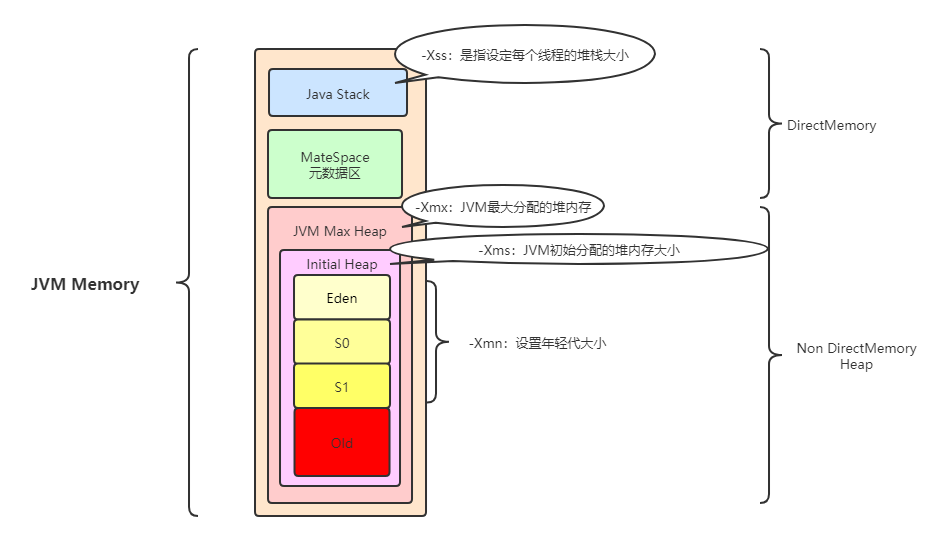 -Xss：是指设定每个线程的堆栈大小
Java Stack
DirectMemory
MateSpace
元数据区
-Xmx：JVM最大分配的堆内存
JVM Max Heap
-Xms：JVM初始分配的堆内存大小
Initial Heap
JVM Memory
Eden
S0
-Xmn：设置年轻代大小
Non DirectMemory
Heap
S1
Old